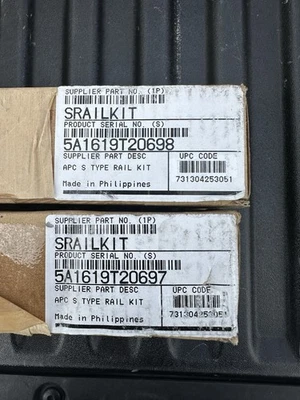 SUPPLIER PART NO. (1P)
SRAILKIT
PRODUCT SERIAL NO. (S)
5A1619T20698
SUPPLIER PART DESC
UPC CODE
APC S TYPE RAIL KIT
Made in Philippines
731304253051
SUPPLIER PART NO. (1P)
SRAILKIT
PRODUCT SERIAL NO. (S)
5A1619T20697
SUPPLIER PART DESC
UPC CODE
APC S TYPE RAIL KIT
Made in Philippines
731304253051